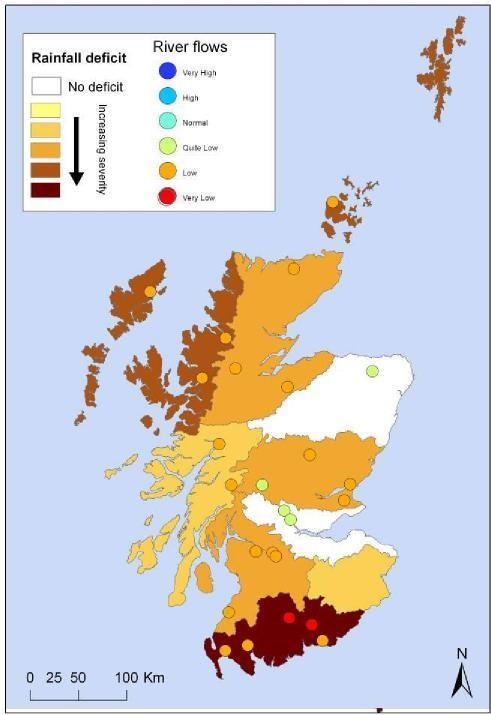 Rainfall deficit
No deficit
Increasing severity
River flows
Very High
High
Normal
Quite Low
Low
Very Low
N
0 25 50 100 Km